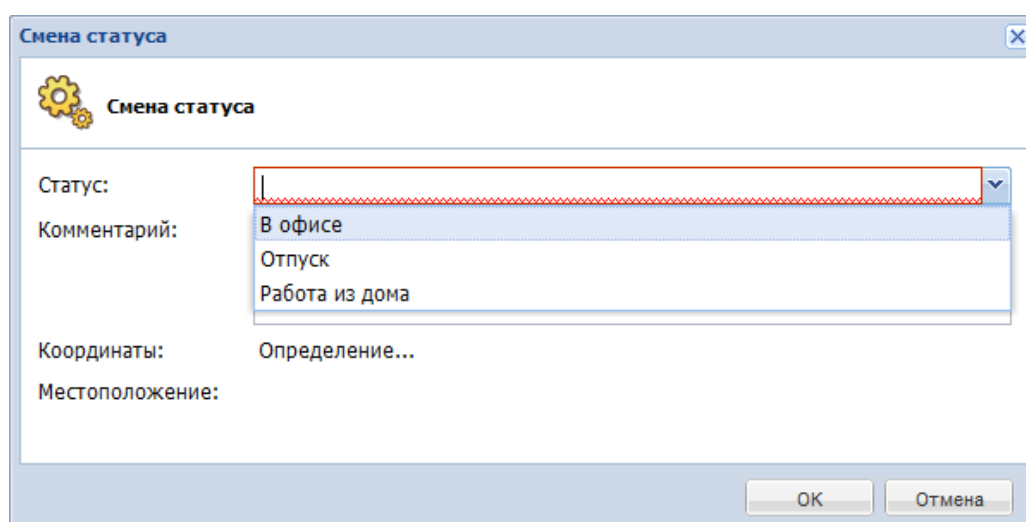 Смена статуса
Смена статуса
Статус:
В офисе
Комментарий:
Отпуск
Работа из дома
Координаты: Определение...
Местоположение:
OK Отмена